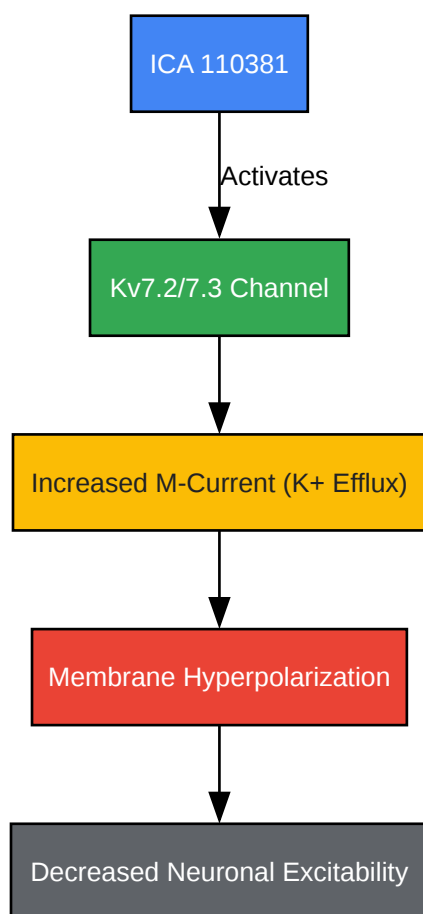 ICA 110381
Activates
Kv7.2/7.3 Channel
Increased M-Current (K+ Efflux)
Membrane Hyperpolarization
Decreased Neuronal Excitability